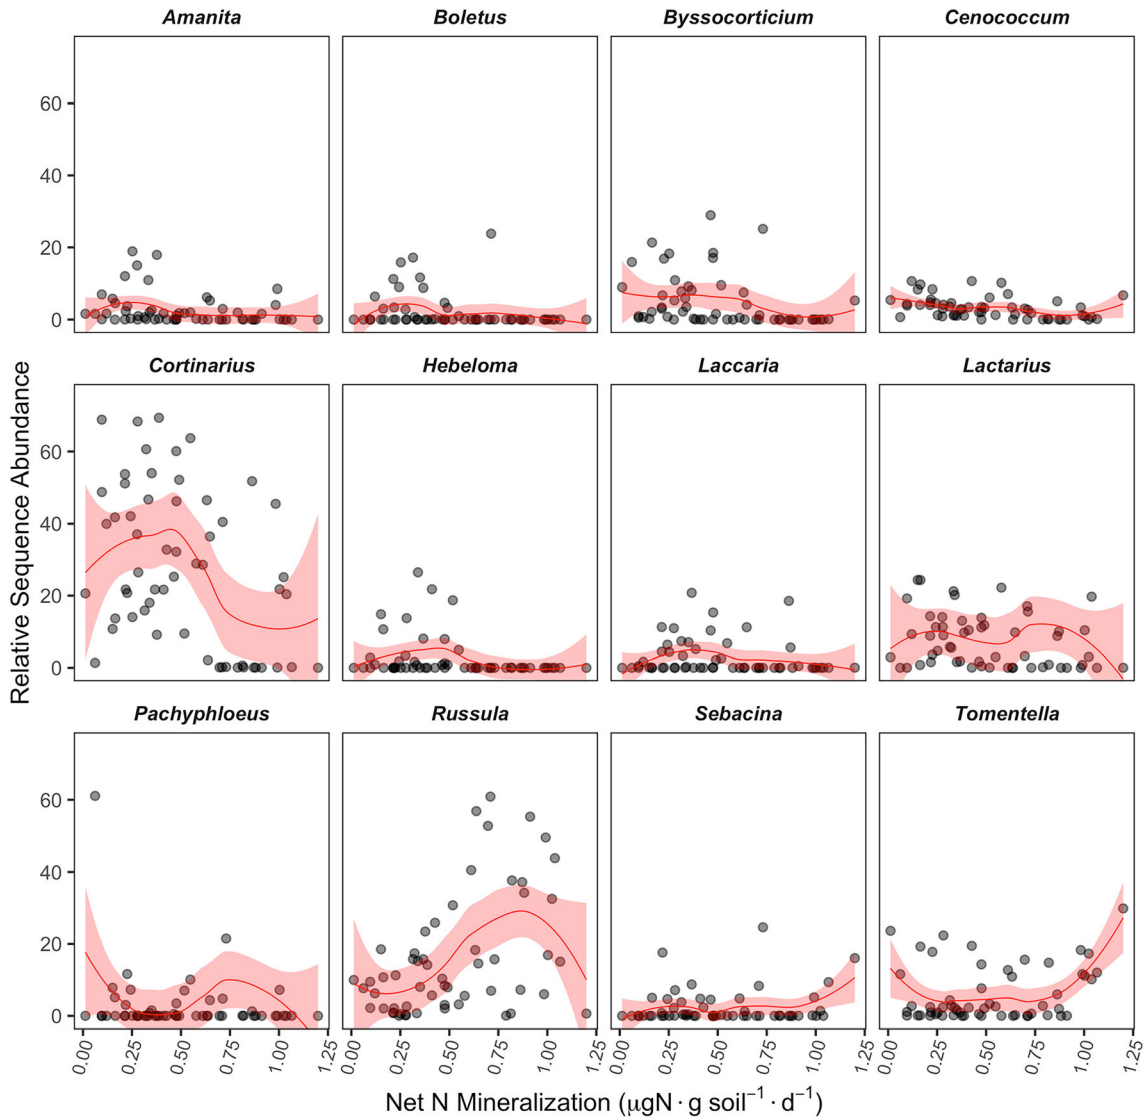 Amanita Boletus Byssocorticium Cenococcum
60
40
20
0
Cortinarius Hebeloma Laccaria Lactarius
60
40
20
0
Relative Sequence Abundance
Pachyphloeus Russula Sebacina Tomentella
60
40
20
0
0.00 0.25 0.50 0.75 1.00 1.25 0.00 0.25 0.50 0.75 1.00 1.25 0.00 0.25 0.50 0.75 1.00 1.25 0.00 0.25 0.50 0.75 1.00 1.25
Net N Mineralization (μgN · g soil⁻¹ · d⁻¹)